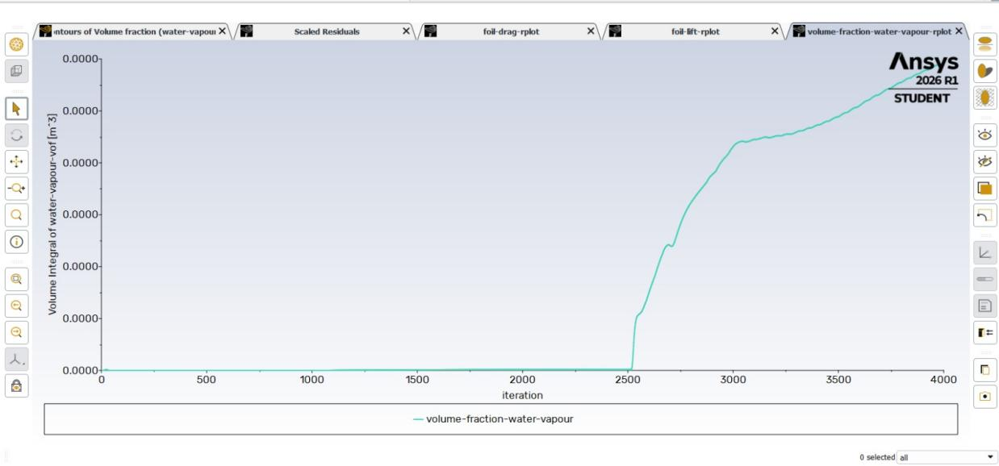 ntours of Volume fraction (water-vapour
Scaled Residuals
foil-drag-rplot
foil-lift-rplot
volume-fraction-water-vapour-rplot
Ansys
2026 R1
STUDENT
Volume Integral of water-vapour-vof [m^3]
0.0000
0.0000
0.0000
0.0000
0.0000
0.0000
0.0000
0 500 1000 1500 2000 2500 3000 3500 4000
iteration
volume-fraction-water-vapour
0 selected all